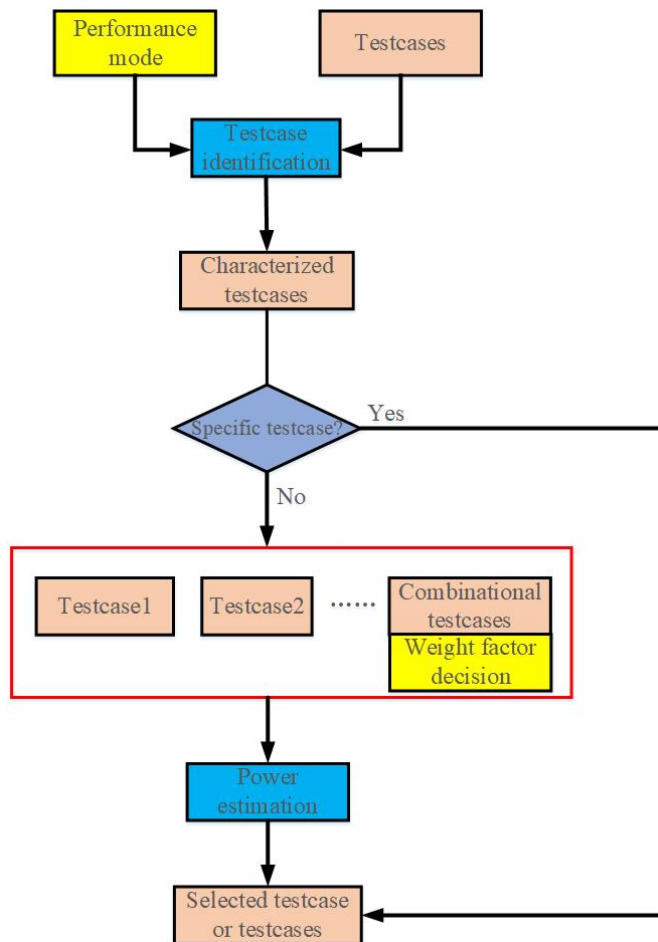 Performance
mode
Testcases
Testcase
identification
Characterized
testcases
Specific testcase?
Yes
No
Testcase1
Testcase2
......
Combinational
testcases
Weight factor
decision
Power
estimation
Selected testcase
or testcases